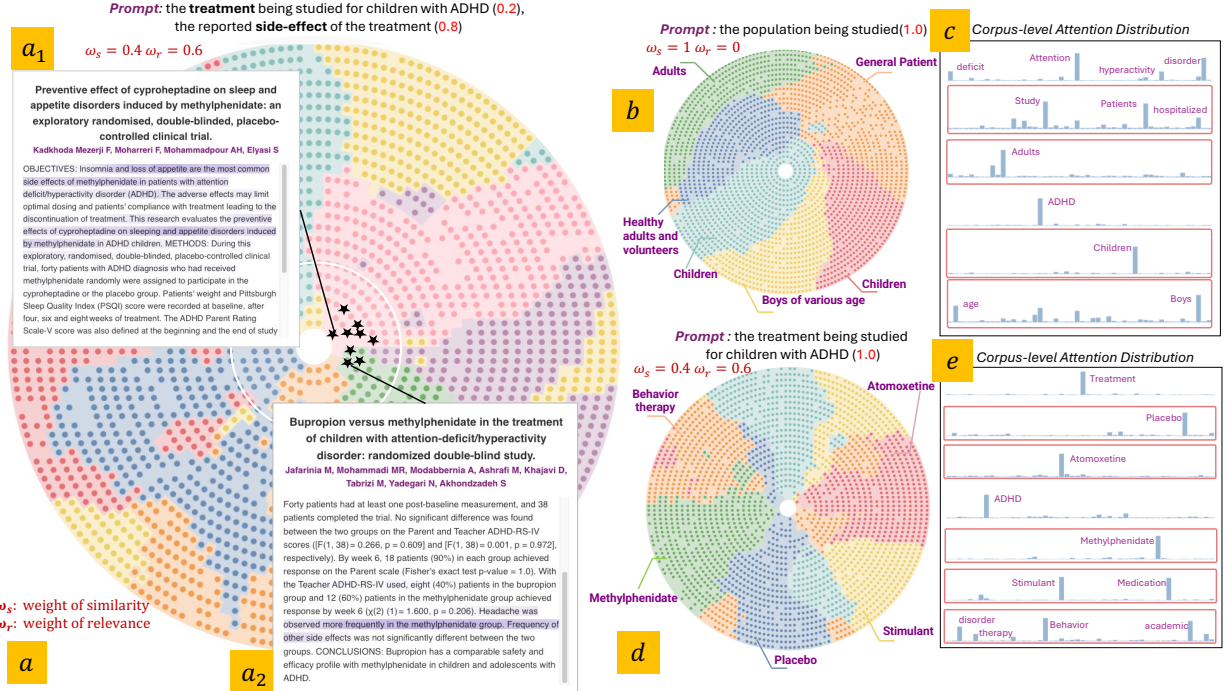 Prompt : the treatment being studied for children with ADHD (0.2),
the reported side-effect of the treatment (0.8)
a1
ωs = 0.4 ωr = 0.6
Preventive effect of cyproheptadine on sleep and
appetite disorders induced by methylphenidate: an
exploratory randomised, double-blinded, placebo-
controlled clinical trial.
Kadkhoda Mezerji F, Moharreri F, Mohammadpour AH, Elyasi S
OBJECTIVES: Insomnia and loss of appetite are the most common
side effects of methylphenidate in patients with attention
deficit/hyperactivity disorder (ADHD). The adverse effects may limit
optimal dosing and patients' compliance with treatment leading to the
discontinuation of treatment. This research evaluates the preventive
effects of cyproheptadine on sleeping and appetite disorders induced
by methylphenidate in ADHD children. METHODS: During this
exploratory, randomised, double-blinded, placebo-controlled clinical
trial, forty patients with ADHD diagnosis who had received
methylphenidate randomly were assigned to participate in the
cyproheptadine or the placebo group. Patients' weight and Pittsburgh
Sleep Quality Index (PSQI) score were recorded at baseline, after
four, six and eightweeks of treatment. The ADHD Parent Rating
Scale-V score was also defined at the beginning and the end of study
Bupropion versus methylphenidate in the treatment
of children with attention-deficit/hyperactivity
disorder: randomized double-blind study.
Jafarinia M, Mohammadi MR, Modabbernia A, Ashrafi M, Khajavi D,
Tabrizi M, Yadegari N, Akhondzadeh S
Forty patients had at least one post-baseline measurement, and 38
patients completed the trial. No significant difference was found
between the two groups on the Parent and Teacher ADHD-RS-IV
scores ([F(1, 38) = 0.266, p = 0.609] and [F(1, 38) = 0.001, p = 0.972],
respectively). By week 6, 18 patients (90%) in each group achieved
response on the Parent scale (Fisher's exact test p-value = 1.0). With
the Teacher ADHD-RS-IV used, eight (40%) patients in the bupropion
group and 12 (60%) patients in the methylphenidate group achieved
response by week 6 (χ(2) (1) = 1.600, p = 0.206). Headache was
observed more frequently in the methylphenidate group. Frequency of
other side effects was not significantly different between the two
groups. CONCLUSIONS: Bupropion has a comparable safety and
efficacy profile with methylphenidate in children and adolescents with
ADHD.
ωs: weight of similarity
ωr: weight of relevance
a
a2
Prompt : the population being studied(1.0)
ωs = 1 ωr = 0
Adults
General Patient
b
Healthy
adults and
volunteers
Children
Boys of various age
Children
c
Corpus-level Attention Distribution
deficit
Attention
hyperactivity
disorder
Study
Patients
hospitalized
Adults
ADHD
Children
age
Boys
Prompt : the treatment being studied
for children with ADHD (1.0)
ωs = 0.4 ωr = 0.6
Behavior
therapy
Atomoxetine
Methylphenidate
Stimulant
Placebo
d
e
Corpus-level Attention Distribution
Treatment
Placebo
Atomoxetine
ADHD
Methylphenidate
Stimulant
Medication
disorder
therapy
Behavior
academic